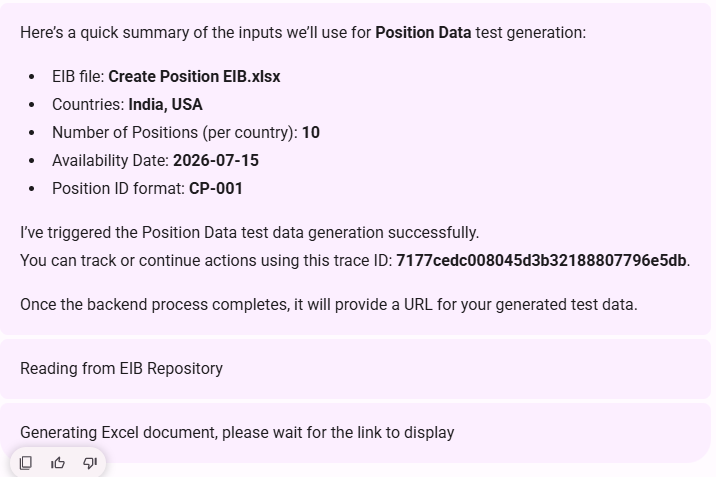 Here's a quick summary of the inputs we'll use for Position Data test generation:
• EIB file: Create Position EIB.xlsx
• Countries: India, USA
• Number of Positions (per country): 10
• Availability Date: 2026-07-15
• Position ID format: CP-001
I've triggered the Position Data test data generation successfully.
You can track or continue actions using this trace ID: 7177cedc008045d3b32188807796e5db.
Once the backend process completes, it will provide a URL for your generated test data.
Reading from EIB Repository
Generating Excel document, please wait for the link to display